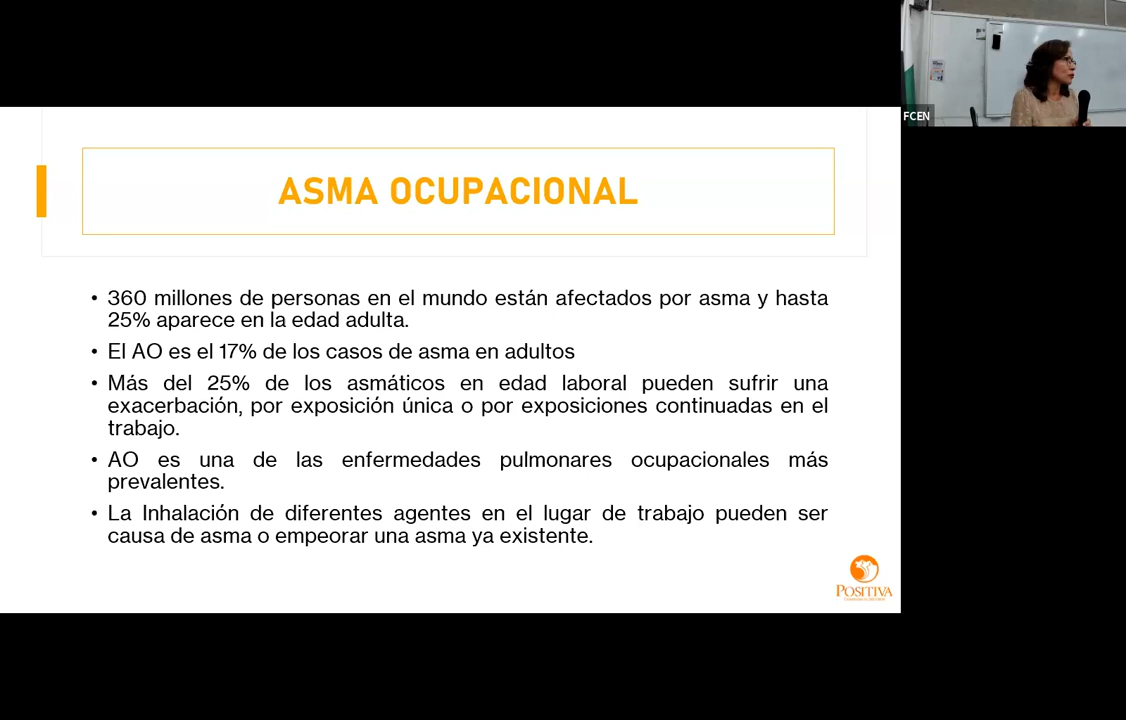 FCEN
ASMA OCUPACIONAL
• 360 millones de personas en el mundo están afectados por asma y hasta
25% aparece en la edad adulta.
• El AO es el 17% de los casos de asma en adultos
• Más del 25% de los asmáticos en edad laboral pueden sufrir una
exacerbación, por exposición única o por exposiciones continuadas en el
trabajo.
• AO es una de las enfermedades pulmonares ocupacionales más
prevalentes.
• La Inhalación de diferentes agentes en el lugar de trabajo pueden ser
causa de asma o empeorar una asma ya existente.
POSITIVA